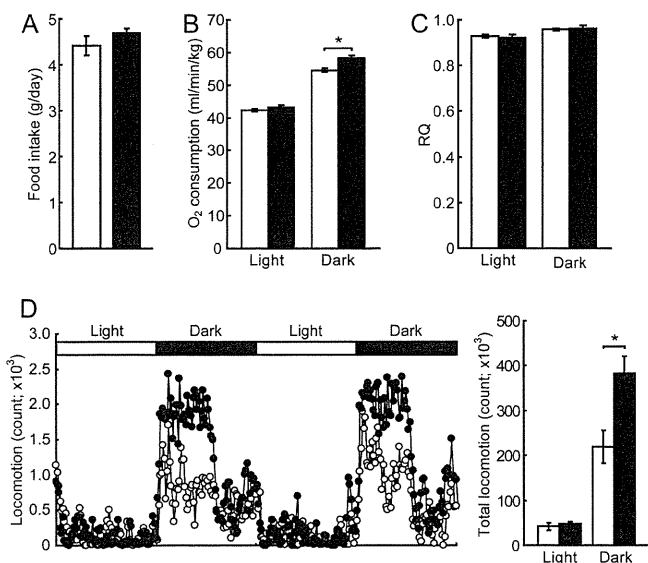 A
Food intake (g/day)
5
4
3
2
1
0
B
O2 consumption (ml/min/kg)
70
60
50
40
30
20
10
0
*
Light Dark
C
RQ
1.0
0.8
0.6
0.4
0.2
0
Light Dark
D
Locomotion (count; x10³)
3.0
2.5
2.0
1.5
1.0
0.5
0
Light Dark Light Dark
Total locomotion (count; x10³)
500
400
300
200
100
0
*
Light Dark